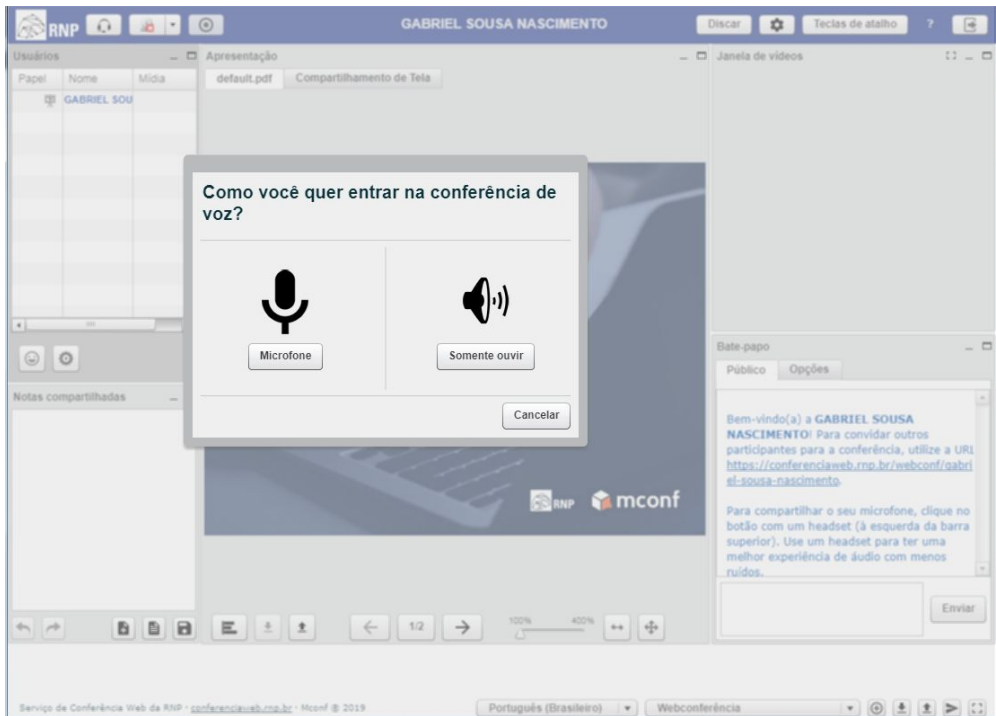 RNP
GABRIEL SOUSA NASCIMENTO
Discar
Teclas de atalho
?
Usuários
Papel Nome Mídia
GABRIEL SOU
Apresentação
default.pdf Compartilhamento de Tela
Janela de vídeos
Como você quer entrar na conferência de
voz?
Microfone
Somente ouvir
Cancelar
Notas compartilhadas
RNP mconf
Bate-papo
Público Opções
Bem-vindo(a) a GABRIEL SOUSA
NASCIMENTO! Para convidar outros
participantes para a conferência, utilize a URL
https://conferenciaweb.rnp.br/webconf/gabri
el-sousa-nascimento.
Para compartilhar o seu microfone, clique no
botão com um headset (à esquerda da barra
superior). Use um headset para ter uma
melhor experiência de áudio com menos
ruídos.
Enviar
1/2
100% 400%
Serviço de Conferência Web da RNP - conferenciaweb.rnp.br - Mconf @ 2019
Português (Brasileiro)
Webconferência